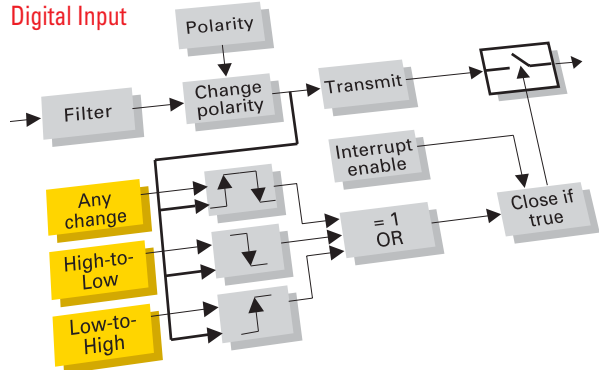 Digital Input
Polarity
Filter
Change
polarity
Transmit
Interrupt
enable
Any
change
High-to-
Low
Low-to-
High
= 1
OR
Close if
true